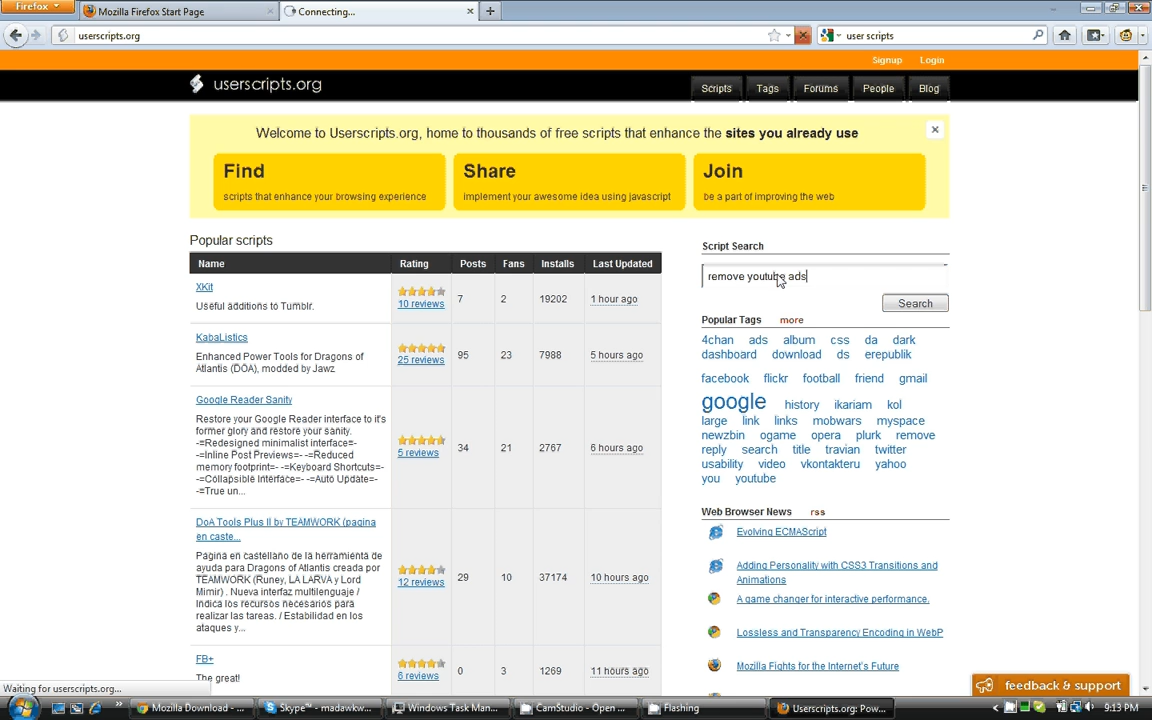 Firefox
Mozilla Firefox Start Page
Connecting...
userscripts.org
user scripts
Signup Login
userscripts.org
Scripts Tags Forums People Blog
Welcome to Userscripts.org, home to thousands of free scripts that enhance the sites you already use
Find
scripts that enhance your browsing experience
Share
implement your awesome idea using javascript
Join
be a part of improving the web
Popular scripts
Name Rating Posts Fans Installs Last Updated
XKit
Useful additions to Tumblr.
10 reviews
7 2 19202 1 hour ago
KabaListics
Enhanced Power Tools for Dragons of
Atlantis (DOA), modded by Jawz
25 reviews
95 23 7988 5 hours ago
Google Reader Sanity
Restore your Google Reader interface to it's
former glory and restore your sanity.
-=Redesigned minimalist interface=-
-=Inline Post Previews=- -=Reduced
memory footprint=- -=Keyboard Shortcuts=-
-=Collapsible Interface=- -=Auto Update=-
-=True un...
5 reviews
34 21 2767 6 hours ago
DoA Tools Plus II by TEAMWORK (pagina
en caste...
Pagina en castellano de la herramienta de
ayuda para Dragons of Atlantis creada por
TEAMWORK (Runey, LA LARVA y Lord
Mimir) . Nueva interfaz multilenguaje /
Indica los recursos necesarios para
realizar las tareas. / Estabilidad en los
ataques y...
12 reviews
29 10 37174 10 hours ago
FB+
The great!
6 reviews
0 3 1269 11 hours ago
Script Search
remove youtube ads
Search
Popular Tags more
4chan ads album css da dark
dashboard download ds erepublik
facebook flickr football friend gmail
google history ikariam kol
large link links mobwars myspace
newzbin ogame opera plurk remove
reply search title travian twitter
usability video vkontakteru yahoo
you youtube
Web Browser News rss
Evolving ECMAScript
Adding Personality with CSS3 Transitions and
Animations
A game changer for interactive performance.
Lossless and Transparency Encoding in WebP
Mozilla Fights for the Internet's Future
feedback & support
Waiting for userscripts.org...
Mozilla Download - ...
Skype™ - madawkw...
Windows Task Man...
CamStudio - Open ...
Flashing
Userscripts.org: Pow...
9:13 PM